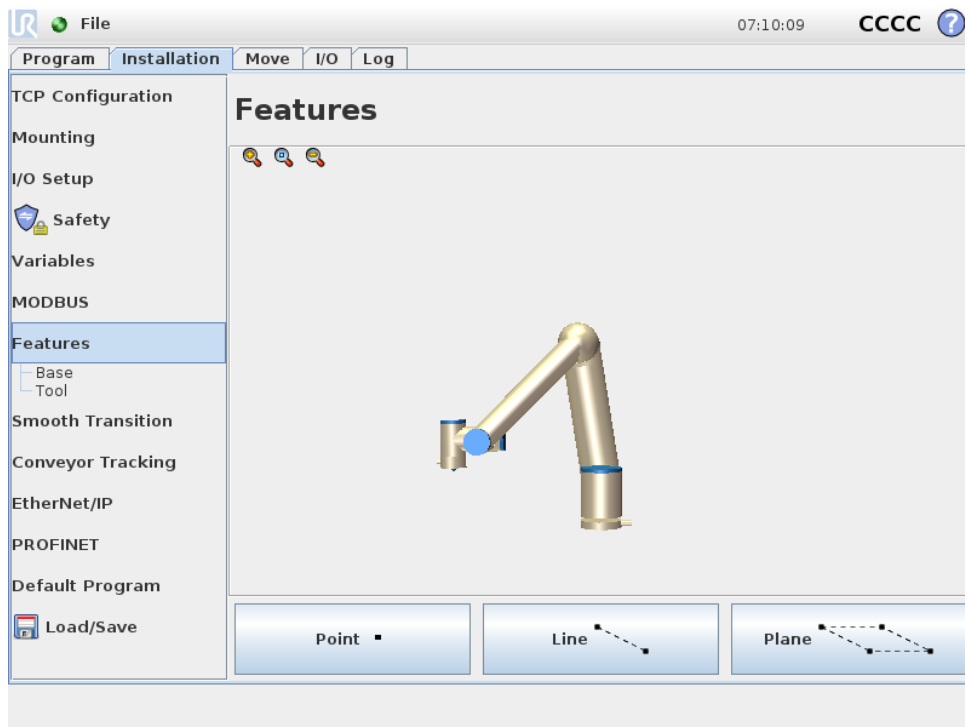 UR File 07:10:09 CCCC ?
Program Installation Move I/O Log
TCP Configuration
Features
Mounting
I/O Setup
Safety
Variables
MODBUS
Features
Base
Tool
Smooth Transition
Conveyor Tracking
EtherNet/IP
PROFINET
Default Program
Load/Save
Point
Line
Plane